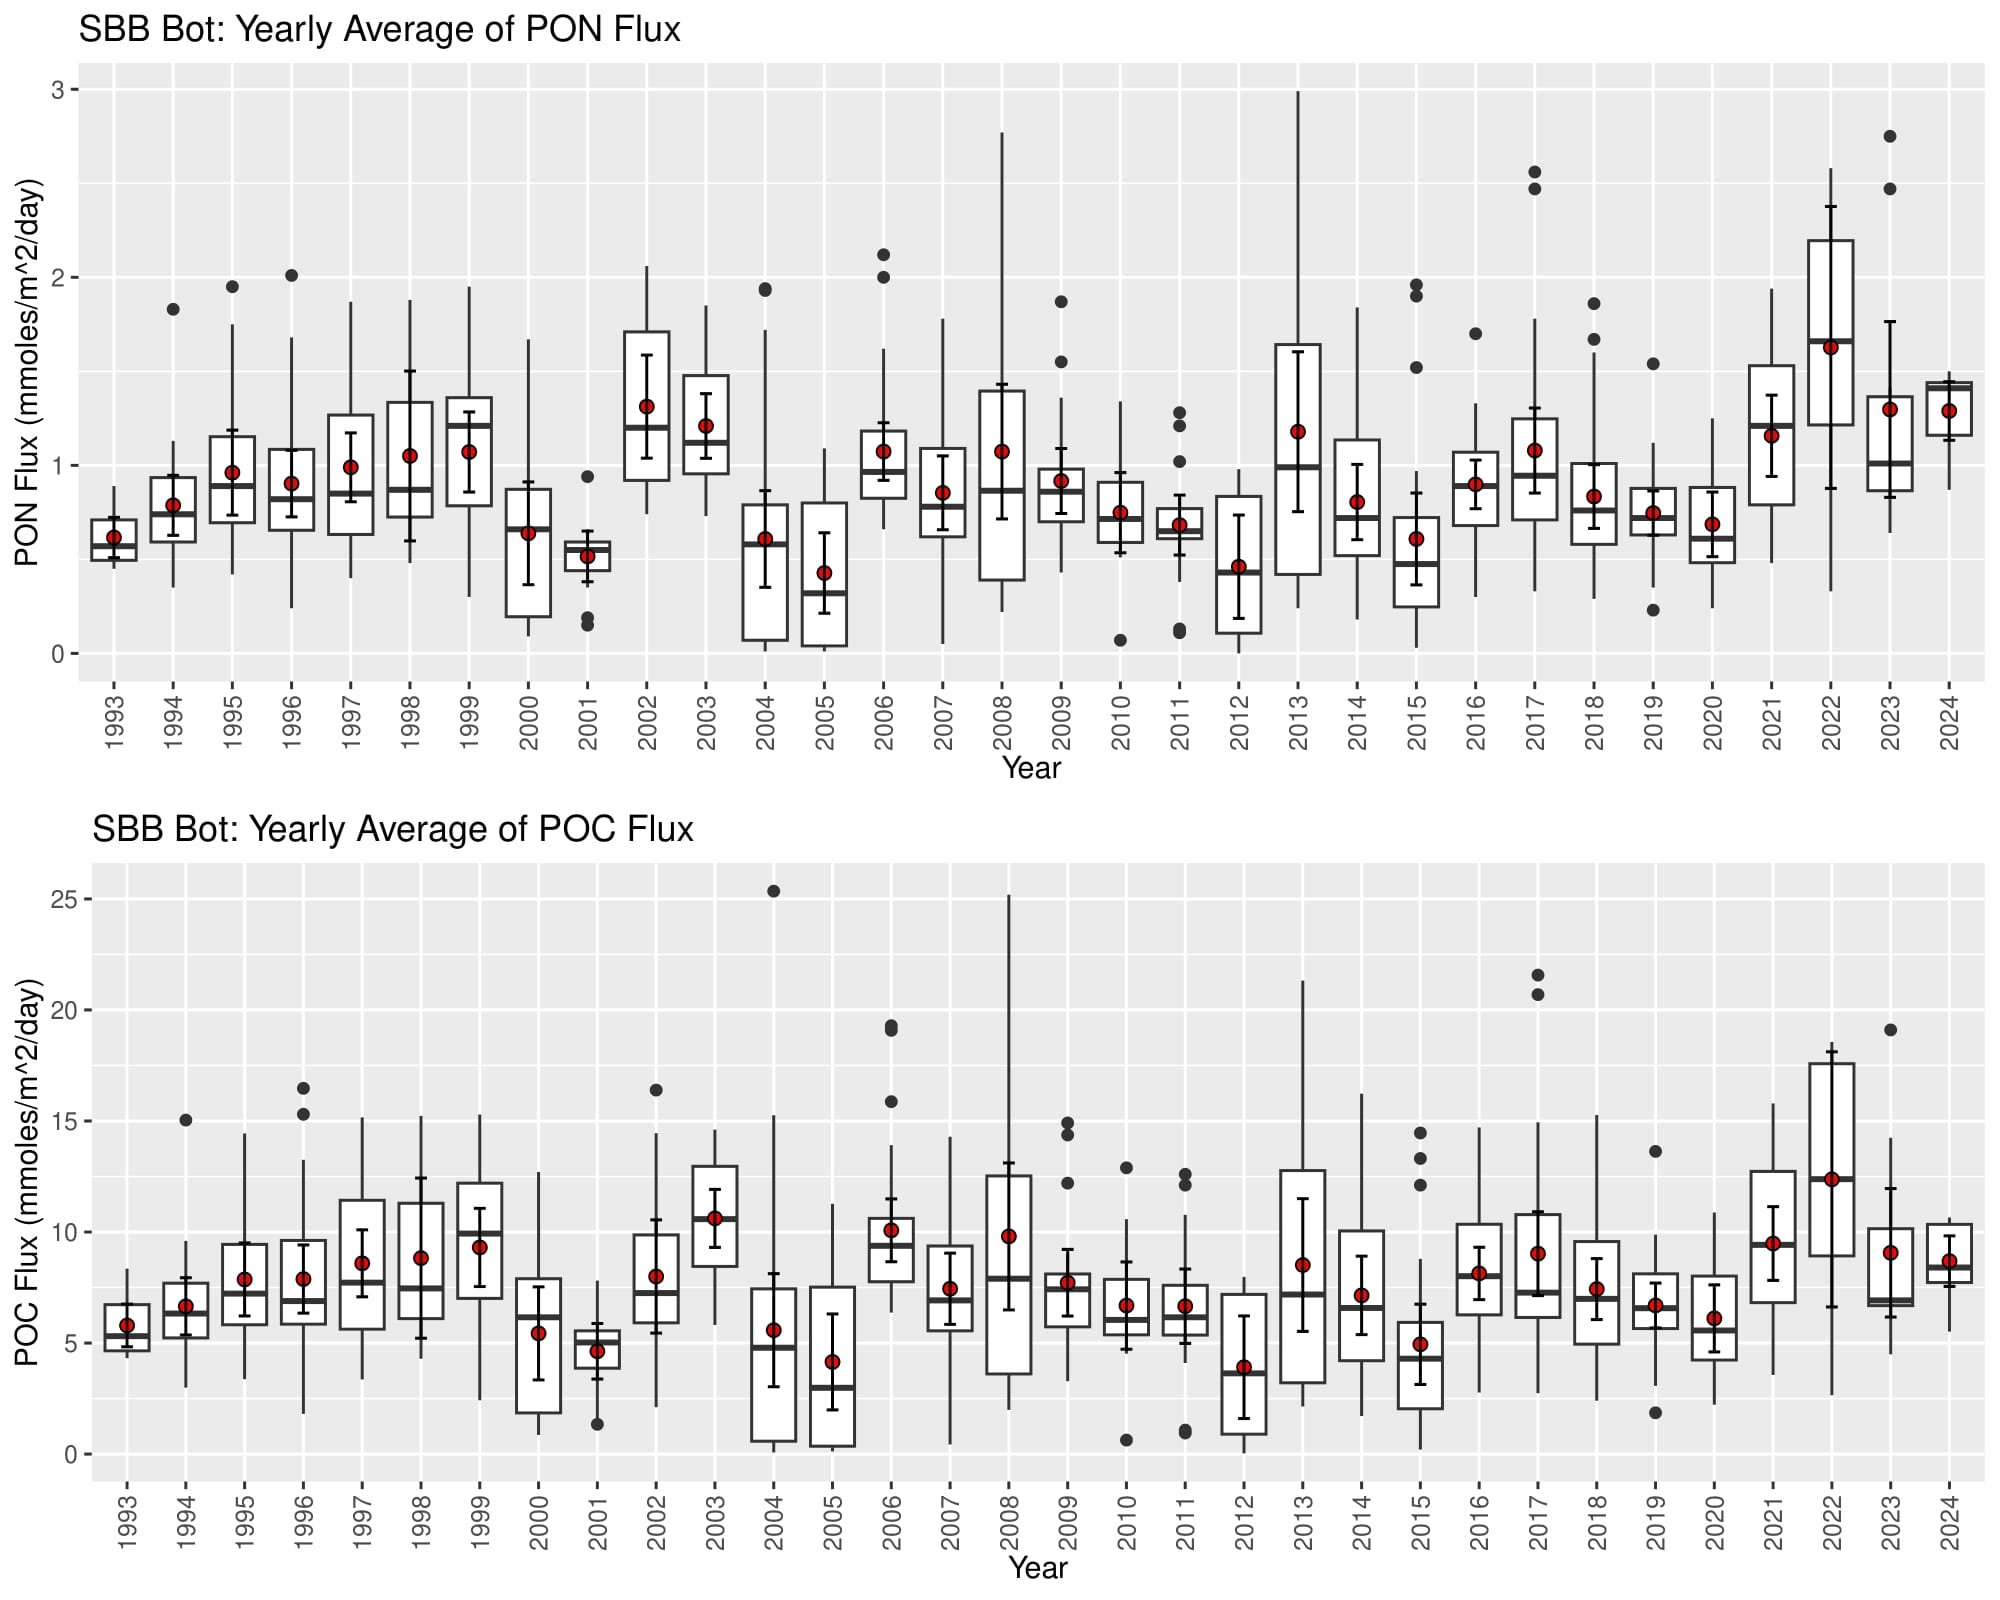 SBB Bot: Yearly Average of PON Flux
PON Flux (mmoles/m^2/day)
3
2
1
0
1993 1994 1995 1996 1997 1998 1999 2000 2001 2002 2003 2004 2005 2006 2007 2008 2009 2010 2011 2012 2013 2014 2015 2016 2017 2018 2019 2020 2021 2022 2023 2024
Year
SBB Bot: Yearly Average of POC Flux
POC Flux (mmoles/m^2/day)
25
20
15
10
5
0
1993 1994 1995 1996 1997 1998 1999 2000 2001 2002 2003 2004 2005 2006 2007 2008 2009 2010 2011 2012 2013 2014 2015 2016 2017 2018 2019 2020 2021 2022 2023 2024
Year